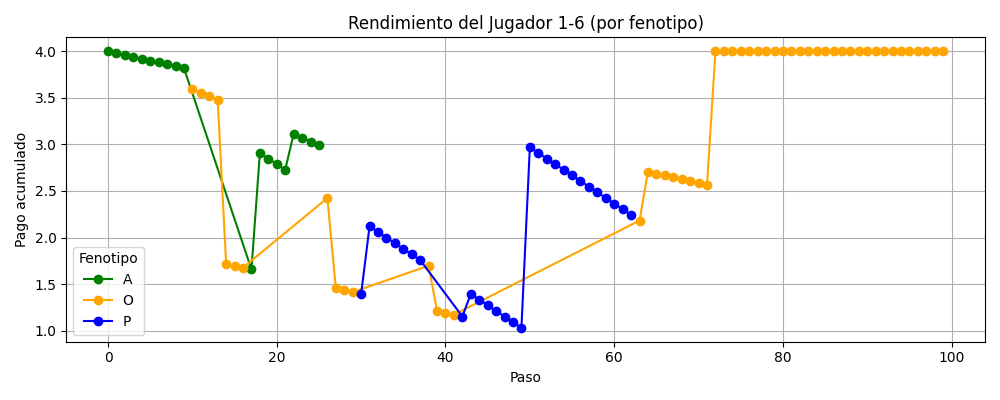 Rendimiento del Jugador 1-6 (por fenotipo)
Pago acumulado
4.0
3.5
3.0
2.5
2.0
1.5
1.0
Fenotipo
A
O
P
0 20 40 60 80 100
Paso